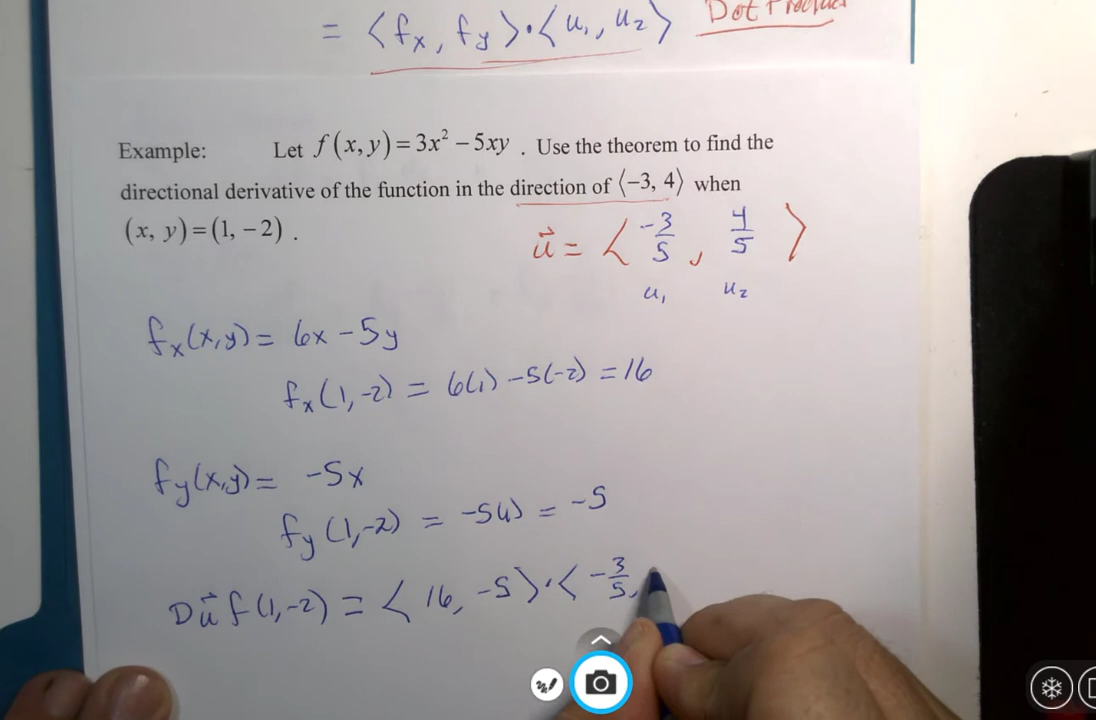 = ⟨fx, fy⟩·⟨u₁, u₂⟩ Dot Product
Example: Let f(x, y) = 3x² − 5xy . Use the theorem to find the
directional derivative of the function in the direction of ⟨−3, 4⟩ when
(x, y) = (1, −2) .
u⃗ = ⟨ -3/5 , 4/5 ⟩
u₁ u₂
fx(x,y) = 6x - 5y
fx(1,-2) = 6(1) - 5(-2) = 16
fy(x,y) = -5x
fy(1,-2) = -5(1) = -5
Du⃗ f(1,-2) = ⟨16, -5⟩·⟨-3/5,